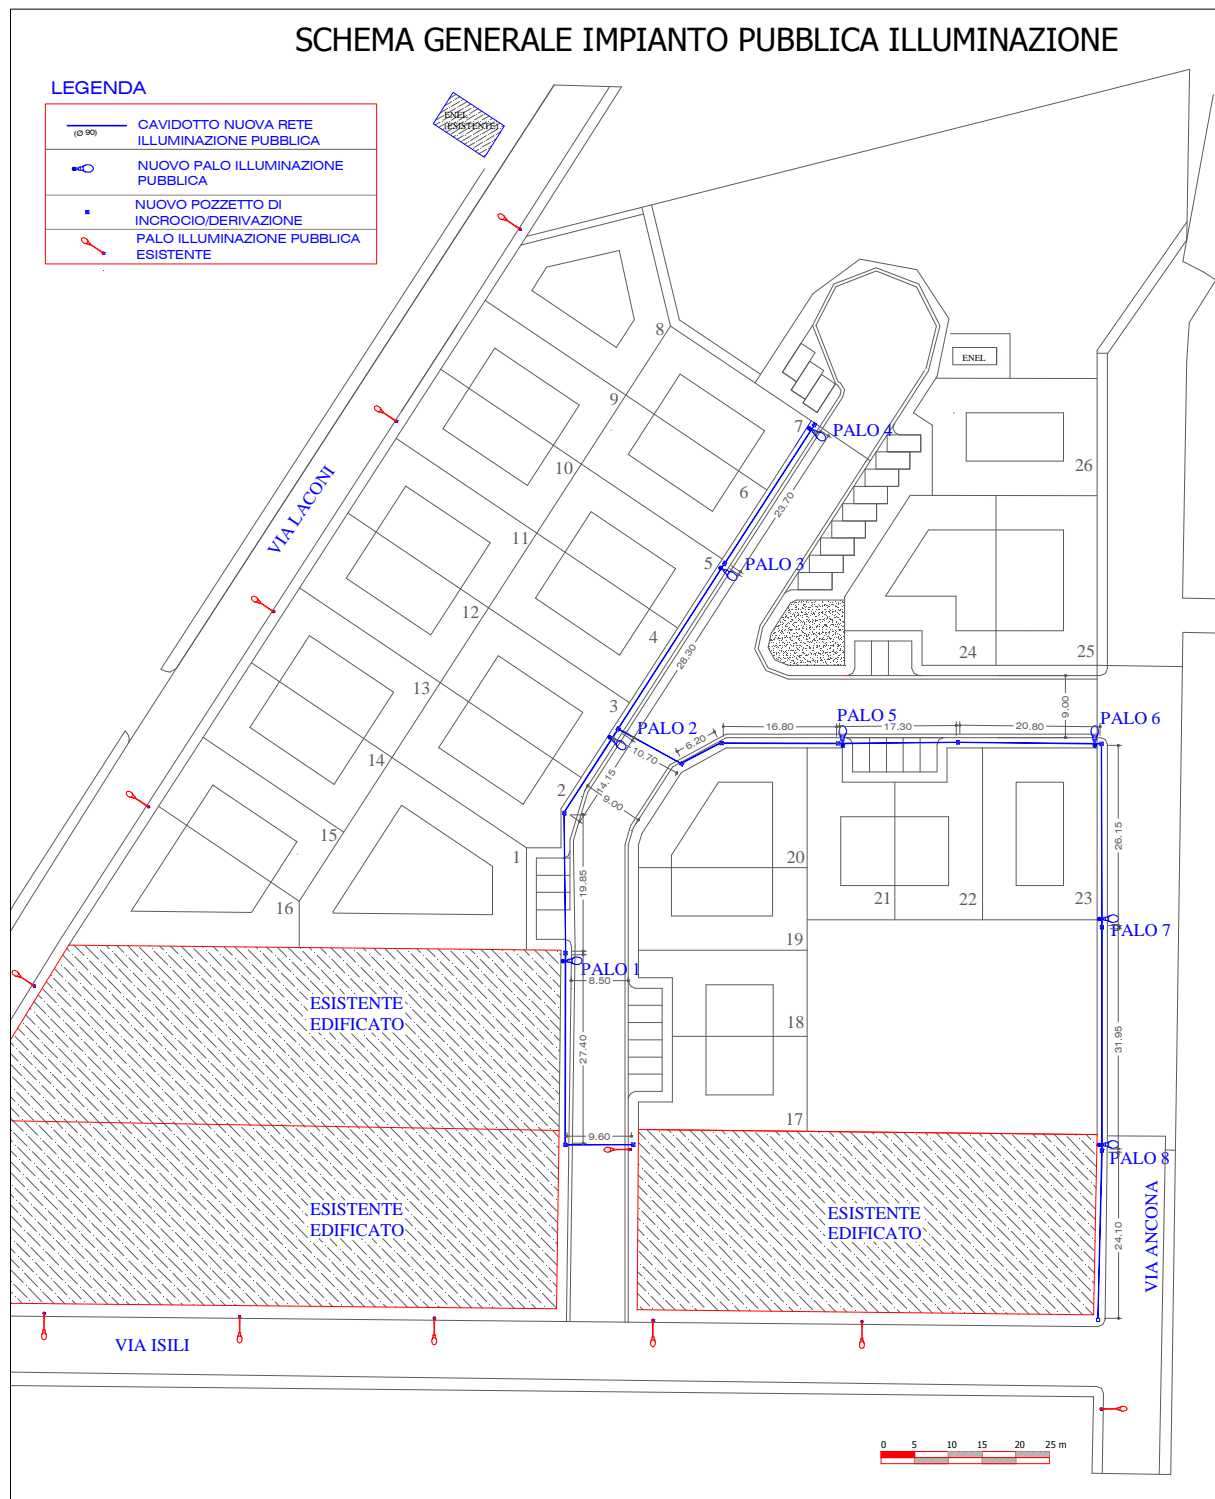 SCHEMA GENERALE IMPIANTO PUBBLICA ILLUMINAZIONE
LEGENDA
(Ø 90)
CAVIDOTTO NUOVA RETE
ILLUMINAZIONE PUBBLICA
NUOVO PALO ILLUMINAZIONE
PUBBLICA
NUOVO POZZETTO DI
INCROCIO/DERIVAZIONE
PALO ILLUMINAZIONE PUBBLICA
ESISTENTE
ENEL
(ESISTENTE)
8
ENEL
9
7
PALO 4
26
10
6
23.70
VIA LACONI
11
5
PALO 3
12
4
24
25
28.30
13
3
9.00
PALO 2
16.80
PALO 5
17.30
20.80
PALO 6
6.20
10.70
14
14.15
2
9.00
15
1
20
26.15
19.85
16
21
22
23
PALO 7
19
PALO 1
8.50
ESISTENTE
EDIFICATO
18
27.40
31.95
17
9.60
PALO 8
ESISTENTE
EDIFICATO
ESISTENTE
EDIFICATO
24.10
VIA ANCONA
VIA ISILI
0 5 10 15 20 25 m